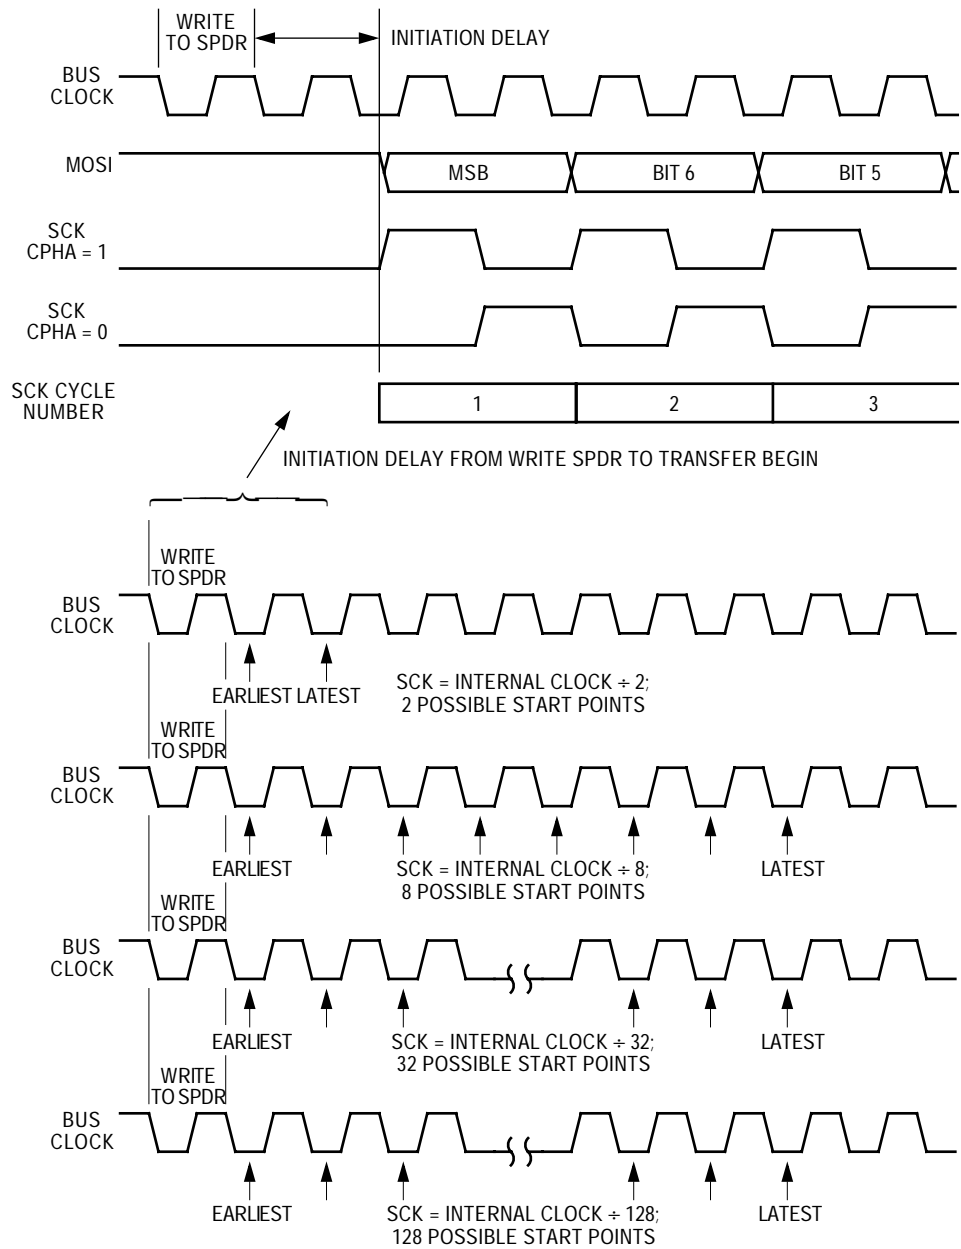 WRITE
TO SPDR
INITIATION DELAY
BUS
CLOCK
MOSI
MSB
BIT 6
BIT 5
SCK
CPHA = 1
SCK
CPHA = 0
SCK CYCLE
NUMBER
1
2
3
INITIATION DELAY FROM WRITE SPDR TO TRANSFER BEGIN
WRITE
TO SPDR
BUS
CLOCK
EARLIEST
LATEST
SCK = INTERNAL CLOCK ÷ 2;
2 POSSIBLE START POINTS
WRITE
TO SPDR
BUS
CLOCK
EARLIEST
SCK = INTERNAL CLOCK ÷ 8;
8 POSSIBLE START POINTS
LATEST
WRITE
TO SPDR
BUS
CLOCK
EARLIEST
SCK = INTERNAL CLOCK ÷ 32;
32 POSSIBLE START POINTS
LATEST
WRITE
TO SPDR
BUS
CLOCK
EARLIEST
SCK = INTERNAL CLOCK ÷ 128;
128 POSSIBLE START POINTS
LATEST